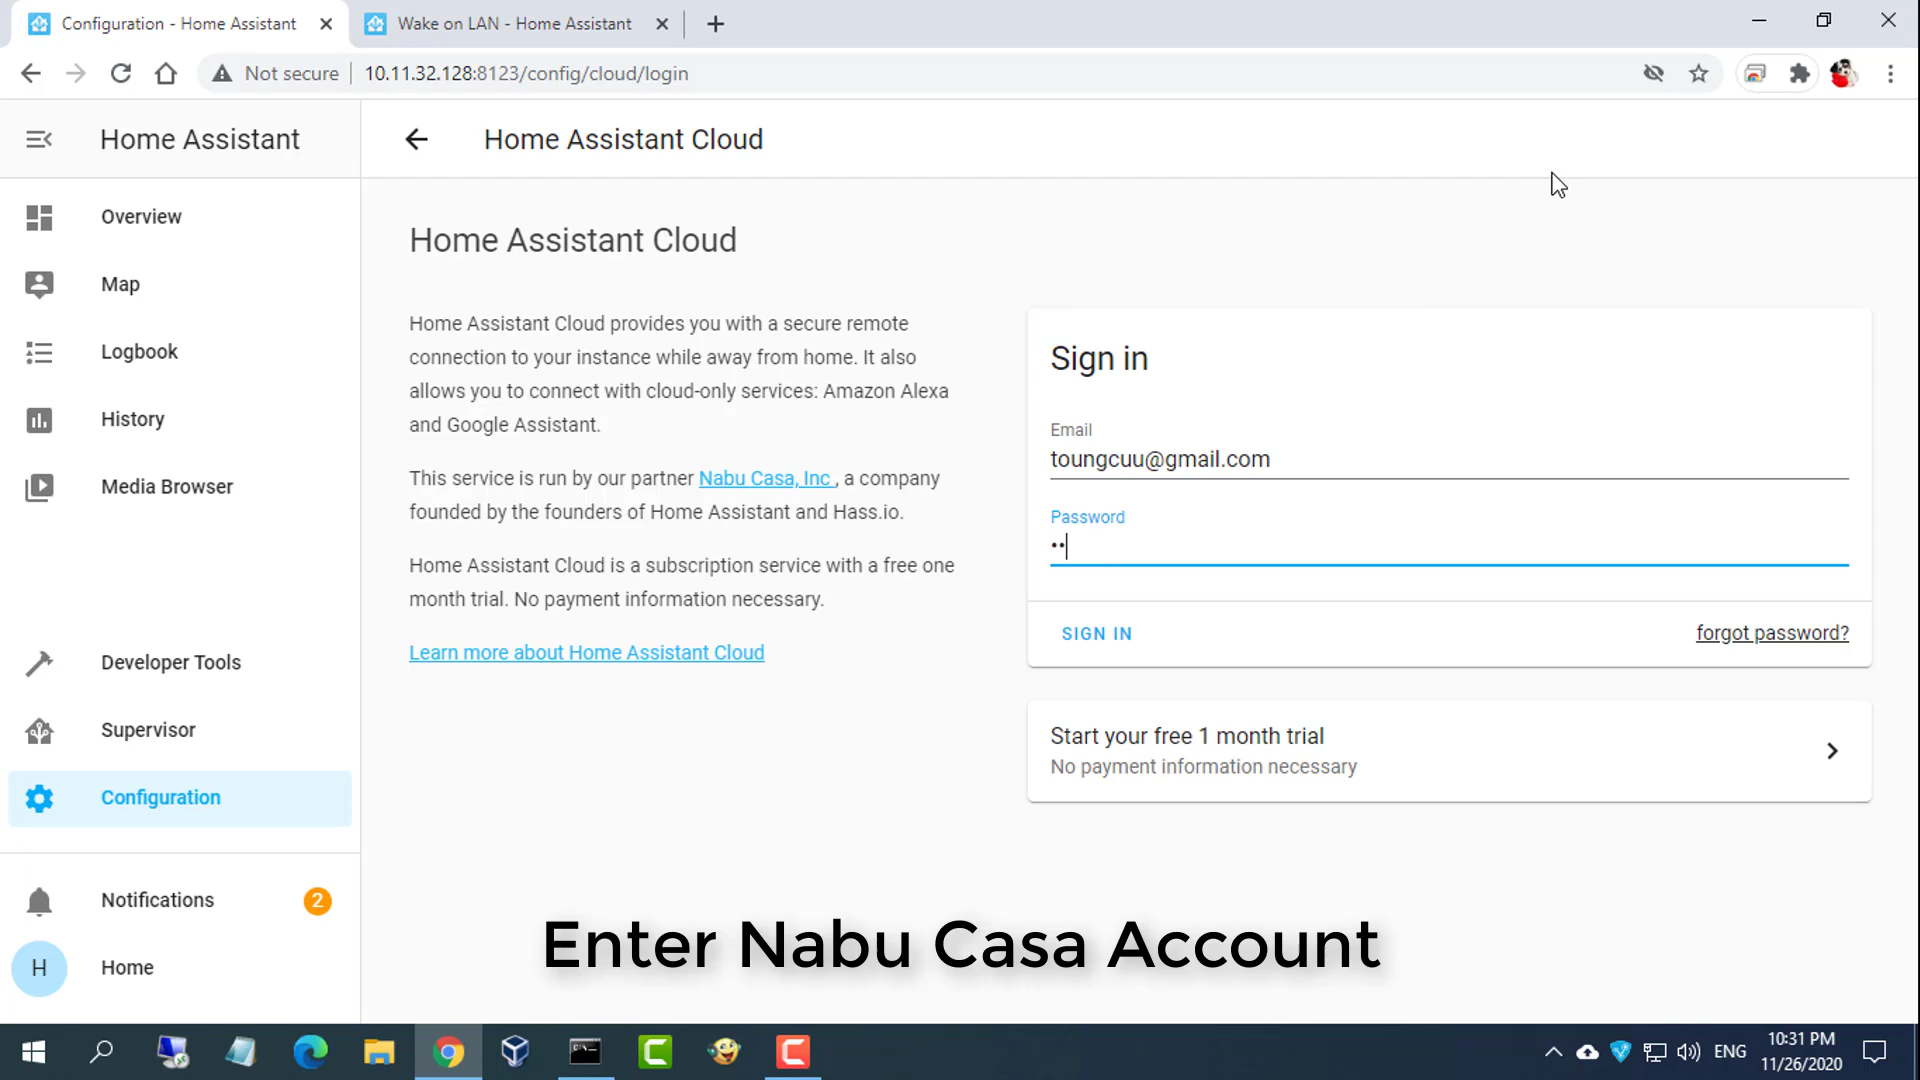 Configuration - Home Assistant
Wake on LAN - Home Assistant
Not secure
10.11.32.128:8123/config/cloud/login
Home Assistant
Home Assistant Cloud
Overview
Map
Logbook
History
Media Browser
Developer Tools
Supervisor
Configuration
Notifications
2
H
Home
Home Assistant Cloud
Home Assistant Cloud provides you with a secure remote
connection to your instance while away from home. It also
allows you to connect with cloud-only services: Amazon Alexa
and Google Assistant.
This service is run by our partner Nabu Casa, Inc , a company
founded by the founders of Home Assistant and Hass.io.
Home Assistant Cloud is a subscription service with a free one
month trial. No payment information necessary.
Learn more about Home Assistant Cloud
Sign in
Email
toungcuu@gmail.com
Password
••
SIGN IN
forgot password?
Start your free 1 month trial
No payment information necessary
Enter Nabu Casa Account
ENG
10:31 PM
11/26/2020